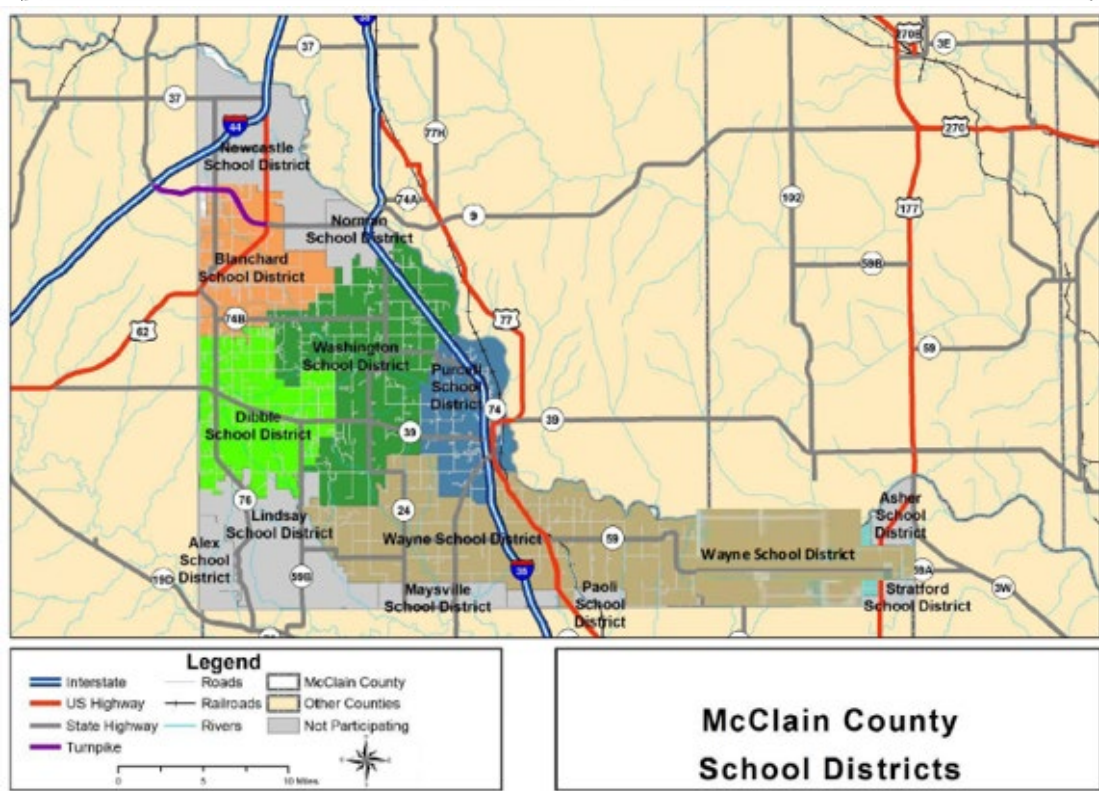 37
3E
270B
37
44
77H
270
Newcastle
School District
102
74A
9
177
Norman
School District
Blanchard
School District
59B
74B
62
77
59
Washington
School District
Purcell
School
District
74
39
Dibble
School District
39
76
24
Lindsay
School District
Asher
School
District
Wayne School District
59
Wayne School District
Alex
School
District
19
59B
35
59A
Maysville
School District
Paoli
School
District
Stratford
School District
3W
Legend
Interstate
US Highway
State Highway
Turnpike
Roads
Railroads
Rivers
McClain County
Other Counties
Not Participating
0 5 10 Miles
McClain County
School Districts